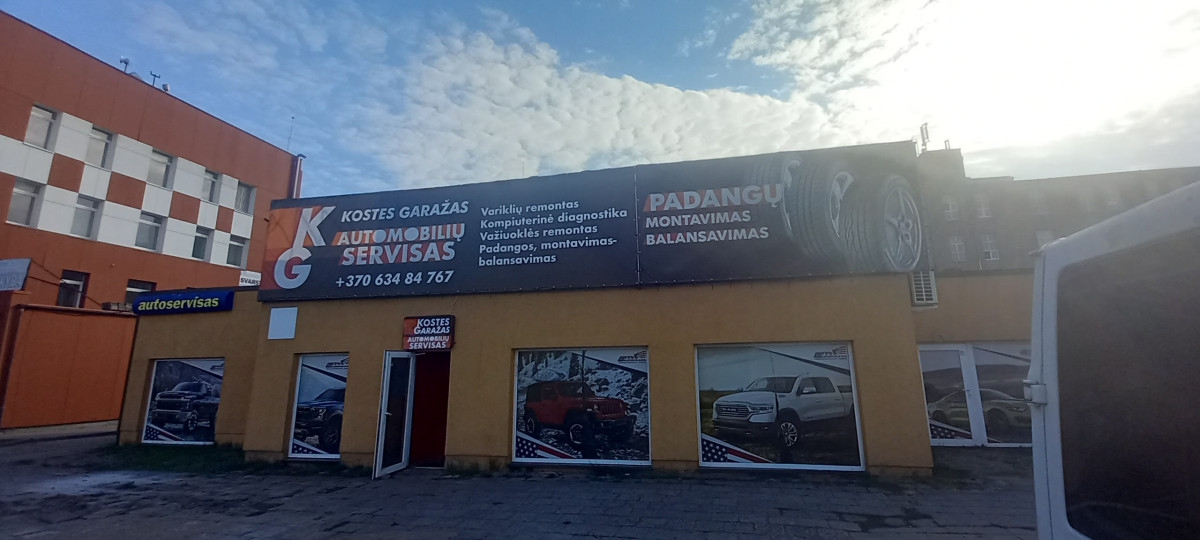 KG
KOSTES GARAŽAS
AUTOMOBILIŲ
SERVISAS
+370 634 84 767
Variklių remontas
Kompiuterinė diagnostika
Važiuoklės remontas
Padangos, montavimas-
balansavimas
PADANGŲ
MONTAVIMAS
BALANSAVIMAS
autoservisas
KOSTES
GARAŽAS
AUTOMOBILIŲ
SERVISAS